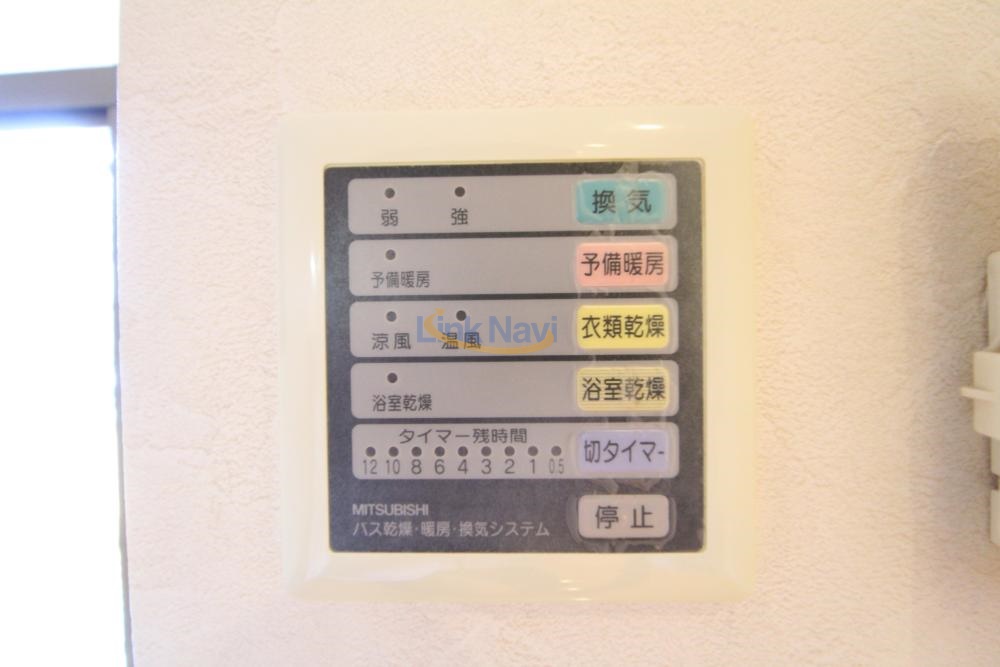 弱 強 換気
予備暖房 予備暖房
涼風 温風 衣類乾燥
Link Navi
浴室乾燥 浴室乾燥
タイマー残時間
12 10 8 6 4 3 2 1 0.5 切タイマー
停止
MITSUBISHI
バス乾燥・暖房・換気システム